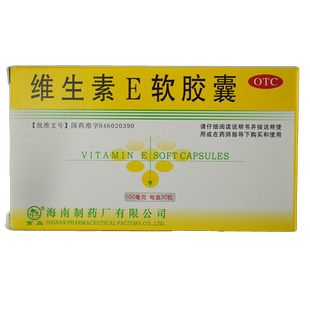 维生素E软胶囊
OTC
【批准文号】国药准字H46020390
请仔细阅读说明书并按说明使
用或在药师指导下购买和使用
VITAMIN E SOFT CAPSULES
100毫克 每盒30粒
海南制药厂有限公司
HAINAN PHARMACEUTICAL FACTORY CO.,LTD.